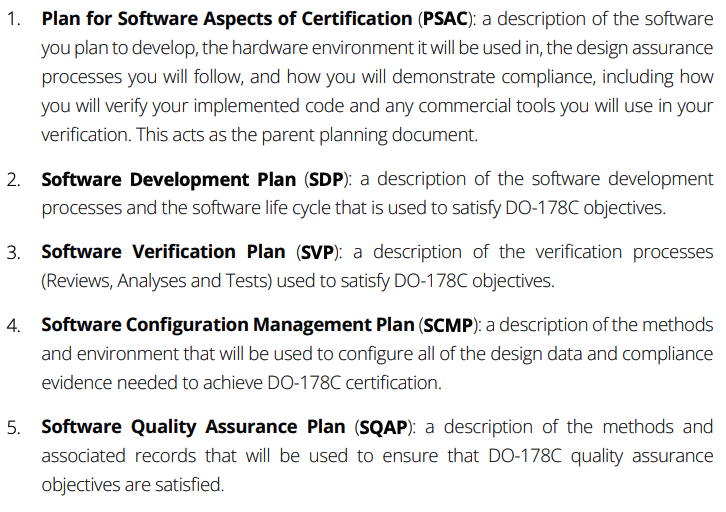 1. Plan for Software Aspects of Certification (PSAC): a description of the software
you plan to develop, the hardware environment it will be used in, the design assurance
processes you will follow, and how you will demonstrate compliance, including how
you will verify your implemented code and any commercial tools you will use in your
verification. This acts as the parent planning document.
2. Software Development Plan (SDP): a description of the software development
processes and the software life cycle that is used to satisfy DO-178C objectives.
3. Software Verification Plan (SVP): a description of the verification processes
(Reviews, Analyses and Tests) used to satisfy DO-178C objectives.
4. Software Configuration Management Plan (SCMP): a description of the methods
and environment that will be used to configure all of the design data and compliance
evidence needed to achieve DO-178C certification.
5. Software Quality Assurance Plan (SQAP): a description of the methods and
associated records that will be used to ensure that DO-178C quality assurance
objectives are satisfied.